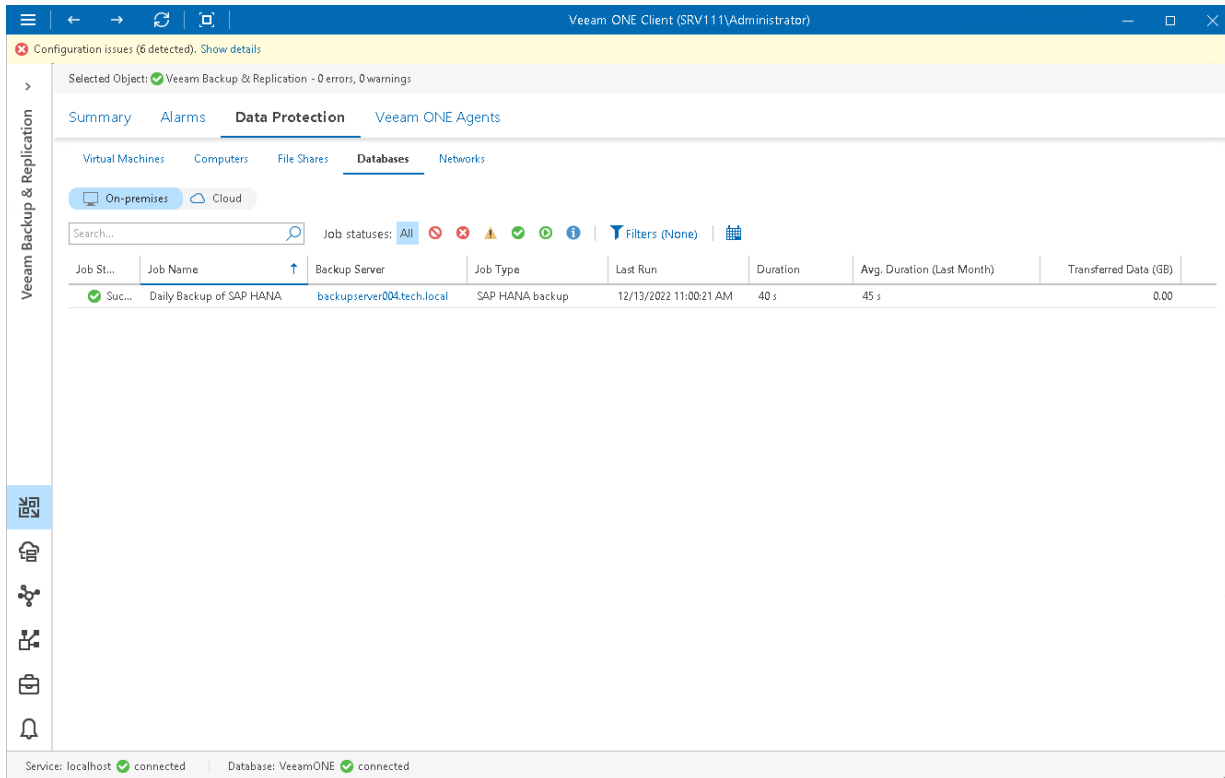 Veeam ONE Client (SRV111\Administrator)
Configuration issues (6 detected). Show details
Veeam Backup & Replication
Selected Object: Veeam Backup & Replication - 0 errors, 0 warnings
Summary Alarms Data Protection Veeam ONE Agents
Virtual Machines Computers File Shares Databases Networks
On-premises Cloud
Search... Job statuses: All Filters (None)
Job St... Job Name Backup Server Job Type Last Run Duration Avg. Duration (Last Month) Transferred Data (GB)
Suc... Daily Backup of SAP HANA backupserver004.tech.local SAP HANA backup 12/13/2022 11:00:21 AM 40 s 45 s 0.00
Service: localhost connected Database: VeeamONE connected